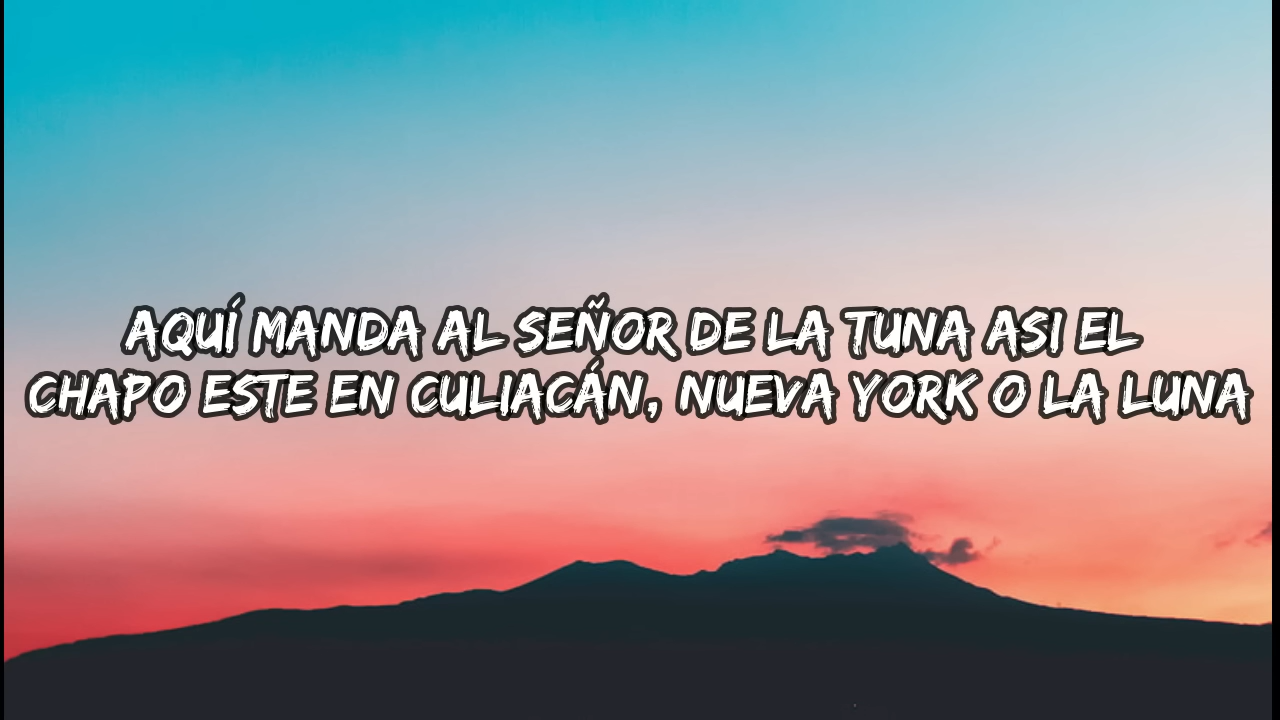 AQUÍ MANDA AL SEÑOR DE LA TUNA ASI EL
CHAPO ESTE EN CULIACÁN, NUEVA YORK O LA LUNA